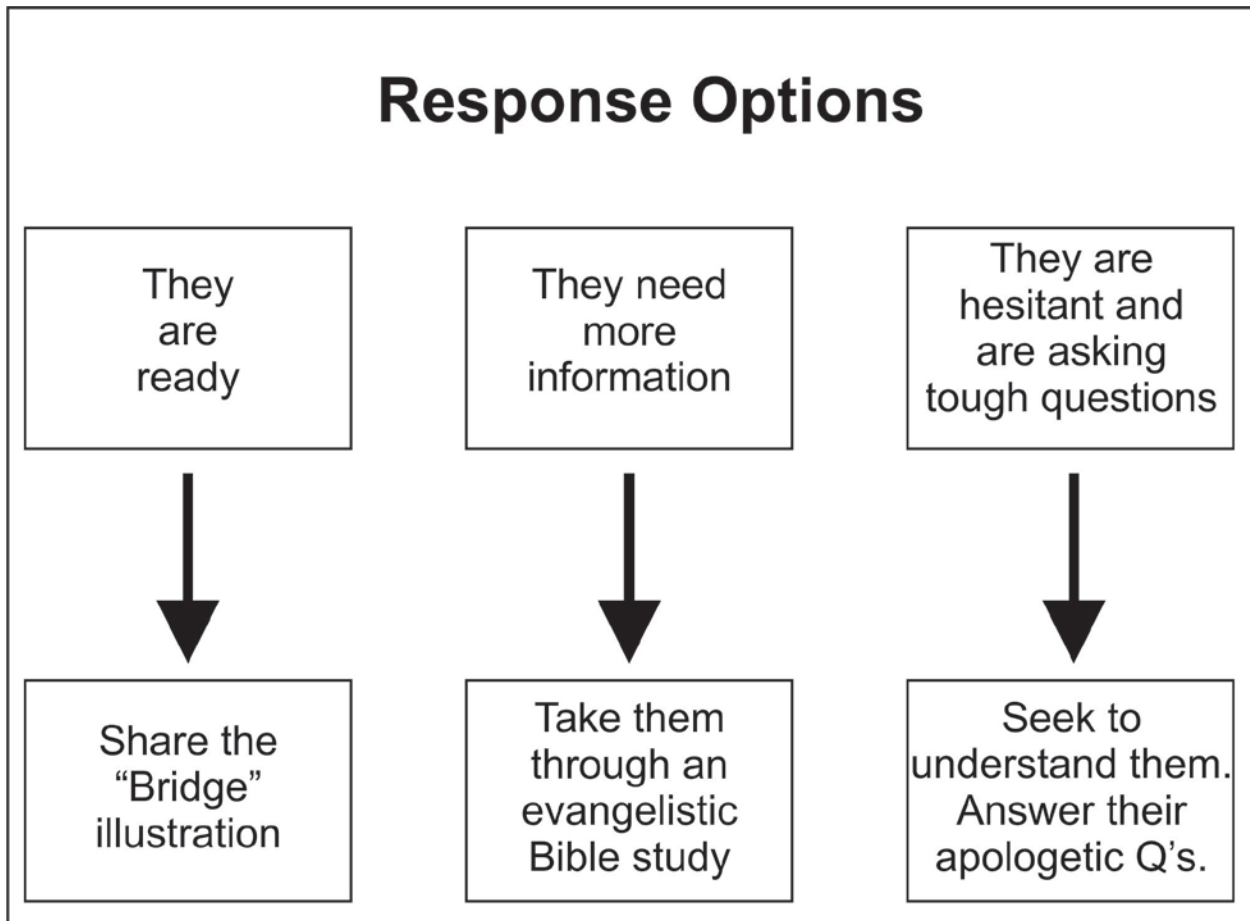 Response Options
They
are
ready
They need
more
information
They are
hesitant and
are asking
tough questions
Share the
“Bridge”
illustration
Take them
through an
evangelistic
Bible study
Seek to
understand them.
Answer their
apologetic Q’s.